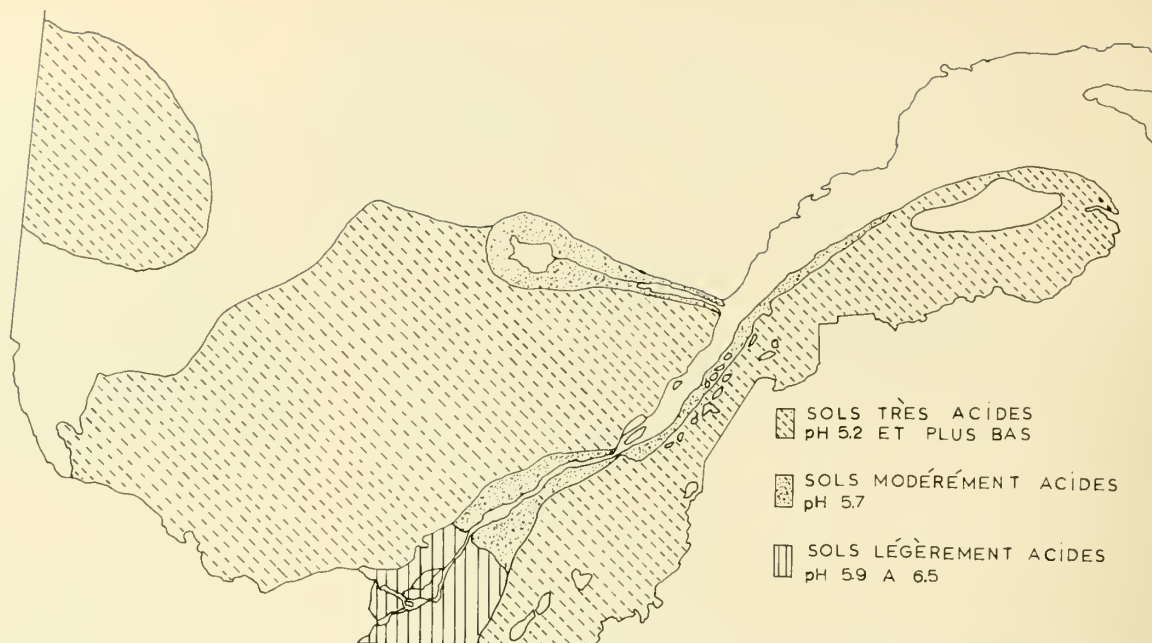 SOLS TRÈS ACIDES
pH 5.2 ET PLUS BAS
SOLS MODÉRÉMENT ACIDES
pH 5.7
SOLS LÉGÈREMENT ACIDES
pH 5.9 A 6.5